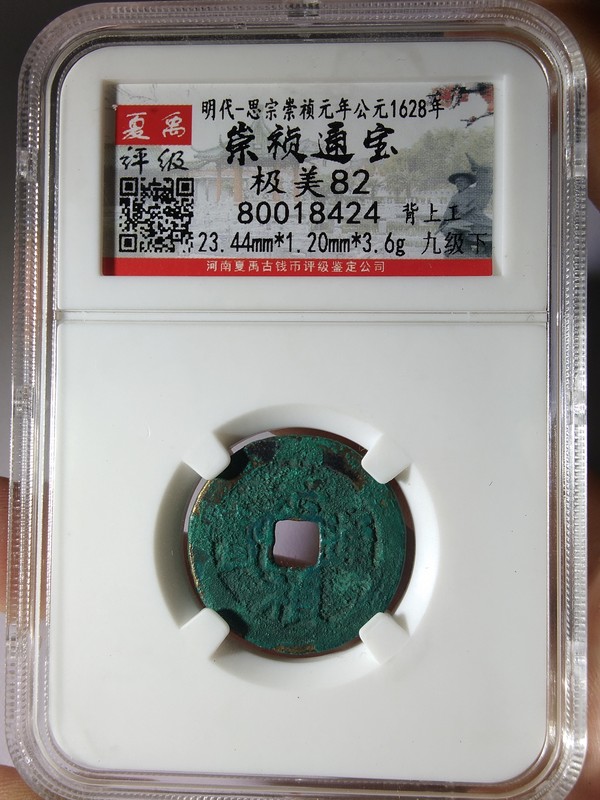 明代-思宗崇祯元年公元1628年
夏禹
评级
崇祯通宝
极美82
80018424 背上工
23.44mm*1.20mm*3.6g 九级下
河南夏禹古钱币评级鉴定公司